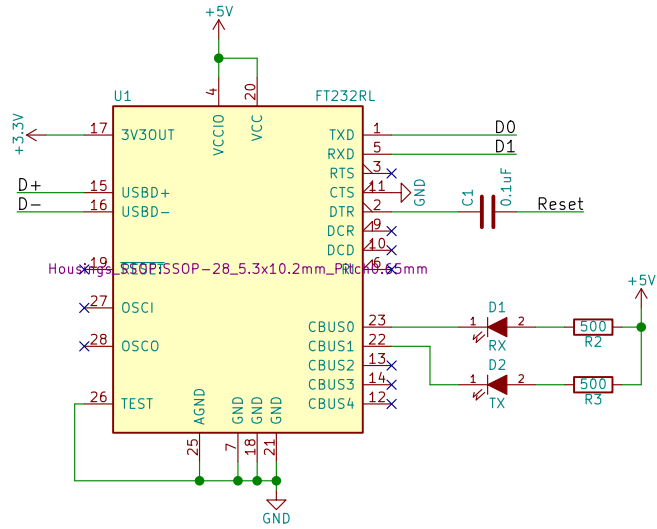 +5V
U1
FT232RL
4
20
VCCIO
VCC
+3.3V
17
3V3OUT
TXD
1
D0
RXD
5
D1
RTS
3
D+
15
USBD+
CTS
11
GND
D-
16
USBD-
DTR
2
C1
0.1uF
Reset
DCR
9
DCD
10
19
RESET
Housings_SSOP:SSOP-28_5.3x10.2mm_Pitch0.65mm
RI
6
+5V
27
OSCI
28
OSCO
CBUS0
23
D1
1
2
RX
500
R2
CBUS1
22
CBUS2
13
D2
1
2
TX
500
R3
CBUS3
14
26
TEST
CBUS4
12
AGND
GND
GND
GND
25
7
18
21
GND